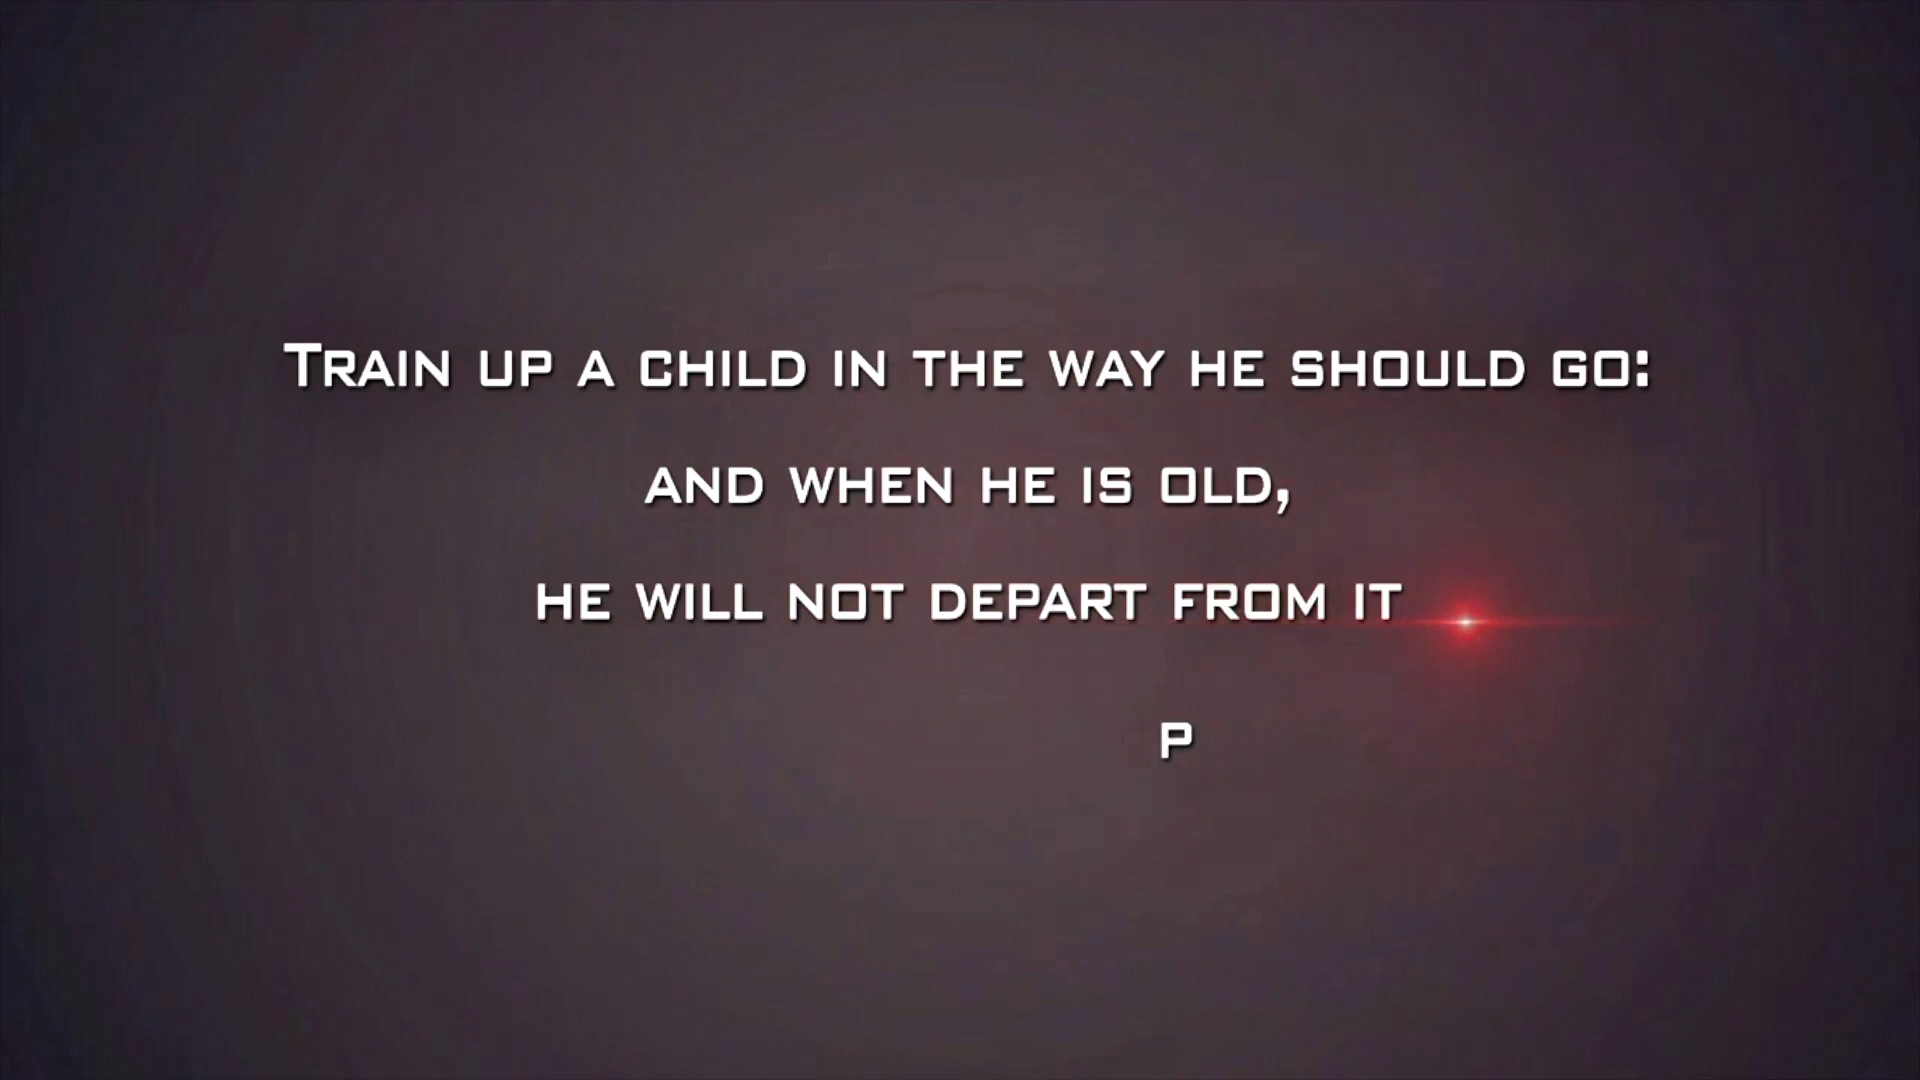 Train up a child in the way he should go:
and when he is old,
he will not depart from it
P